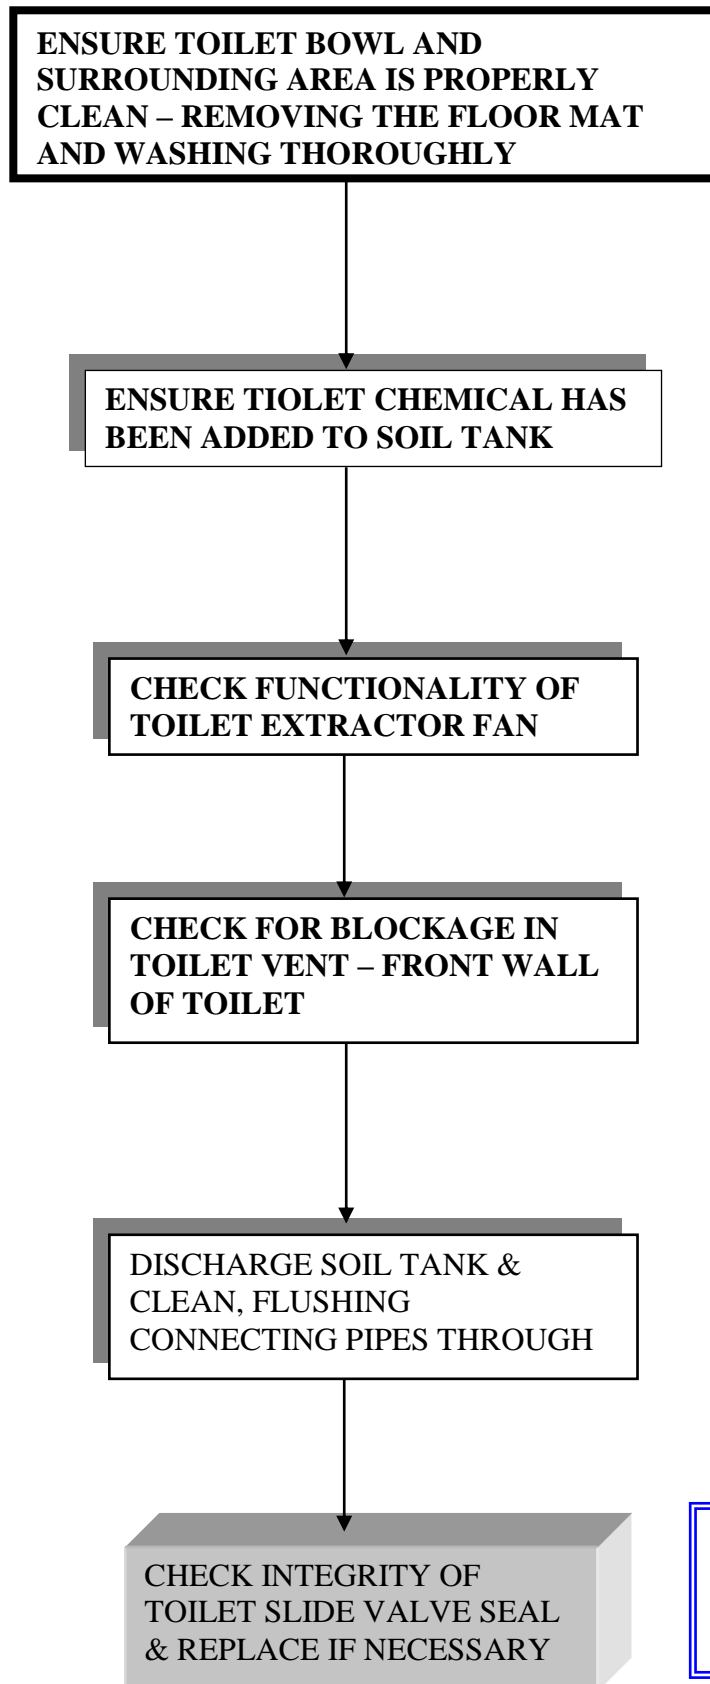 ENSURE TOILET BOWL AND
SURROUNDING AREA IS PROPERLY
CLEAN – REMOVING THE FLOOR MAT
AND WASHING THOROUGHLY
ENSURE TIOLET CHEMICAL HAS
BEEN ADDED TO SOIL TANK
CHECK FUNCTIONALITY OF
TOILET EXTRACTOR FAN
CHECK FOR BLOCKAGE IN
TOILET VENT – FRONT WALL
OF TOILET
DISCHARGE SOIL TANK &
CLEAN, FLUSHING
CONNECTING PIPES THROUGH
CHECK INTEGRITY OF
TOILET SLIDE VALVE SEAL
& REPLACE IF NECESSARY